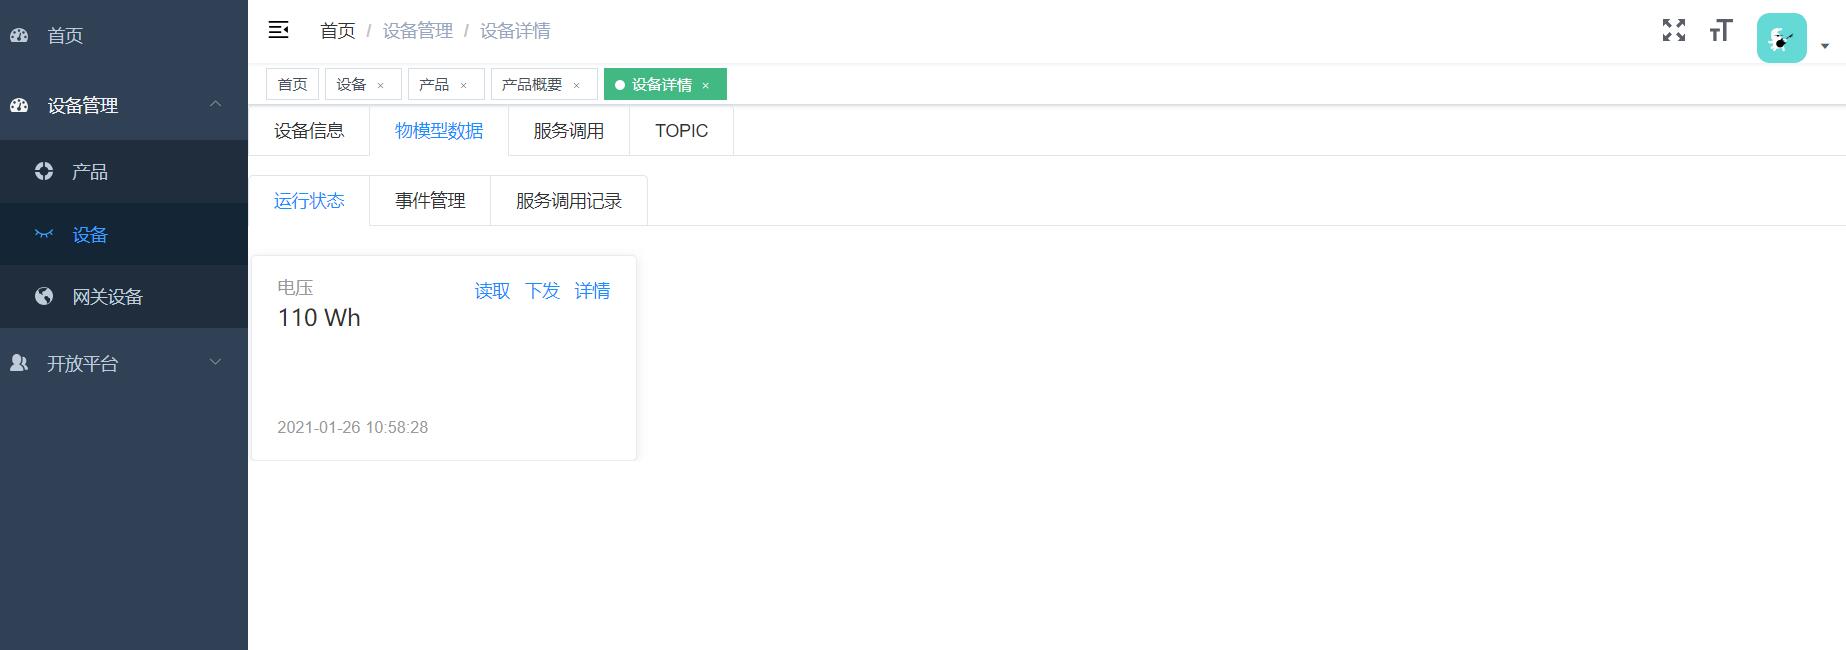 首页
设备管理
产品
设备
网关设备
开放平台
首页 / 设备管理 / 设备详情
首页 设备 × 产品 × 产品概要 × 设备详情 ×
设备信息 物模型数据 服务调用 TOPIC
运行状态 事件管理 服务调用记录
电压 读取 下发 详情
110 Wh
2021-01-26 10:58:28